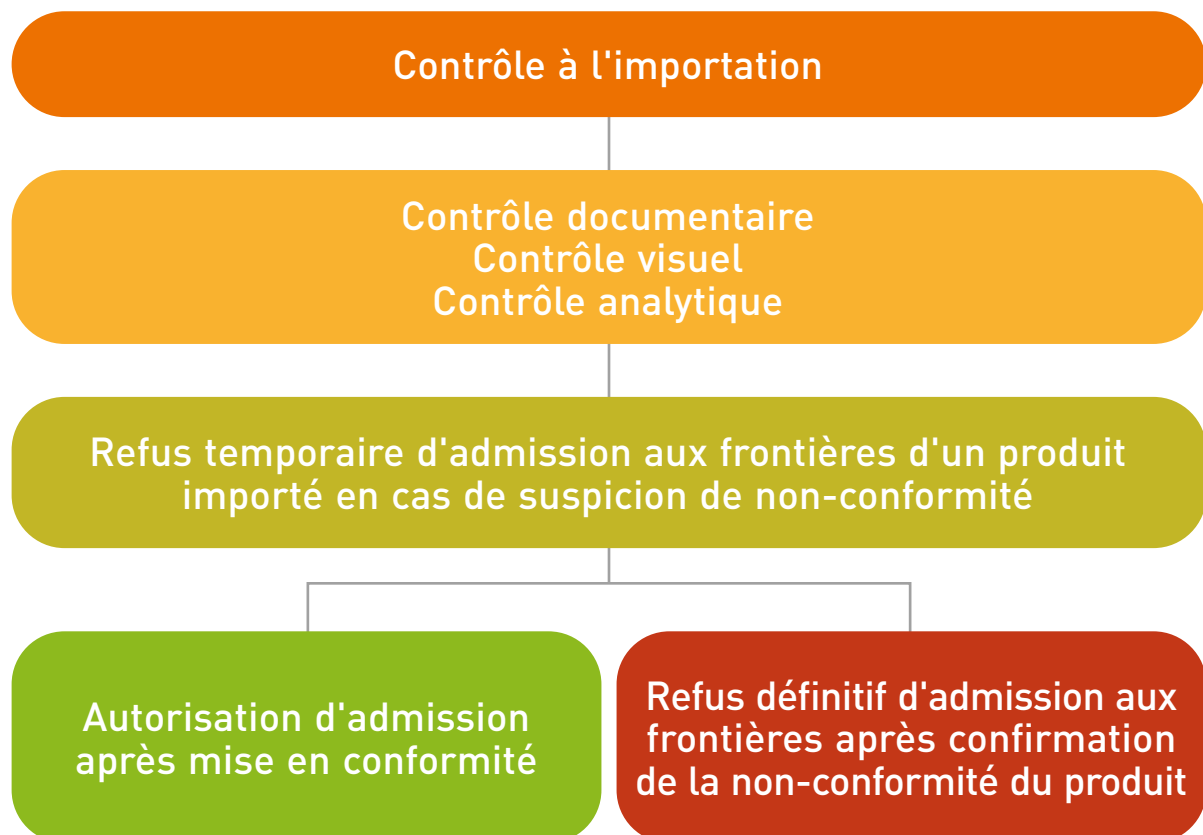 Contrôle à l'importation
Contrôle documentaire
Contrôle visuel
Contrôle analytique
Refus temporaire d'admission aux frontières d'un produit
importé en cas de suspicion de non-conformité
Autorisation d'admission
après mise en conformité
Refus définitif d'admission aux
frontières après confirmation
de la non-conformité du produit